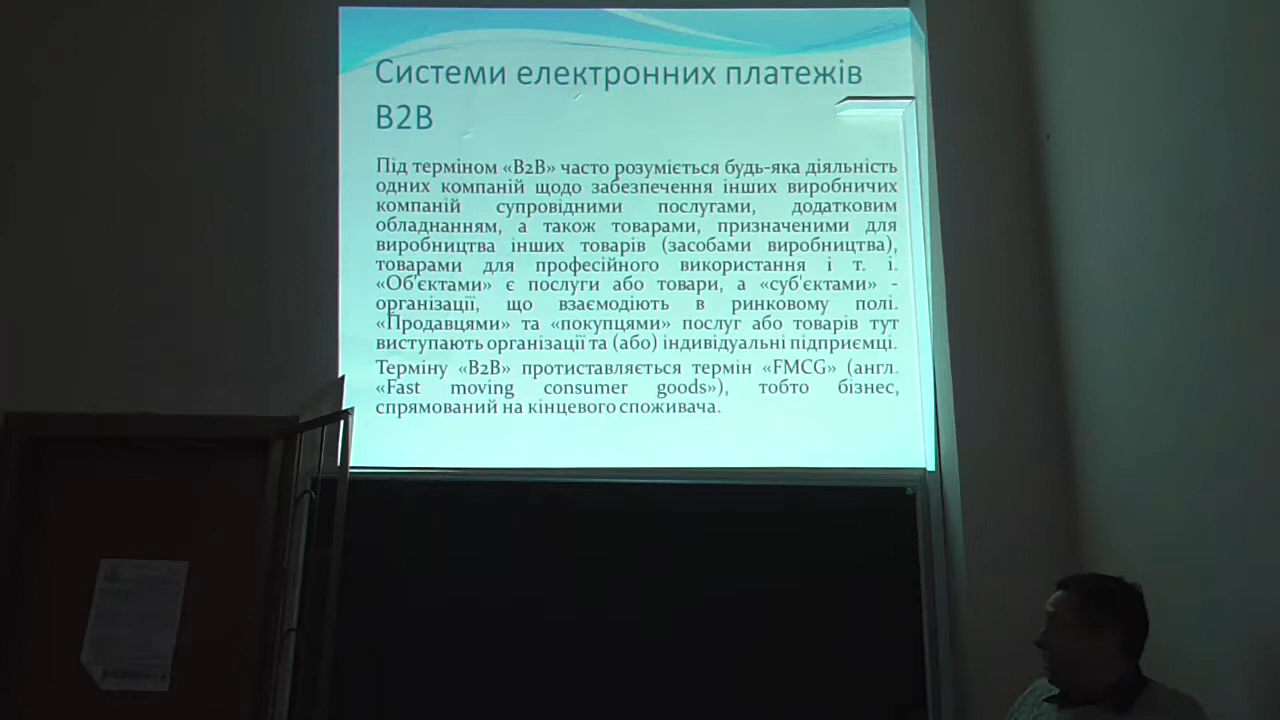 Системи електронних платежів
B2B
Під терміном «B2B» часто розуміється будь-яка діяльність
одних компаній щодо забезпечення інших виробничих
компаній супровідними послугами, додатковим
обладнанням, а також товарами, призначеними для
виробництва інших товарів (засобами виробництва),
товарами для професійного використання і т. і.
«Об'єктами» є послуги або товари, а «суб'єктами» -
організації, що взаємодіють в ринковому полі.
«Продавцями» та «покупцями» послуг або товарів тут
виступають організації та (або) індивідуальні підприємці.
Терміну «B2B» протиставляється термін «FMCG» (англ.
«Fast moving consumer goods»), тобто бізнес,
спрямований на кінцевого споживача.